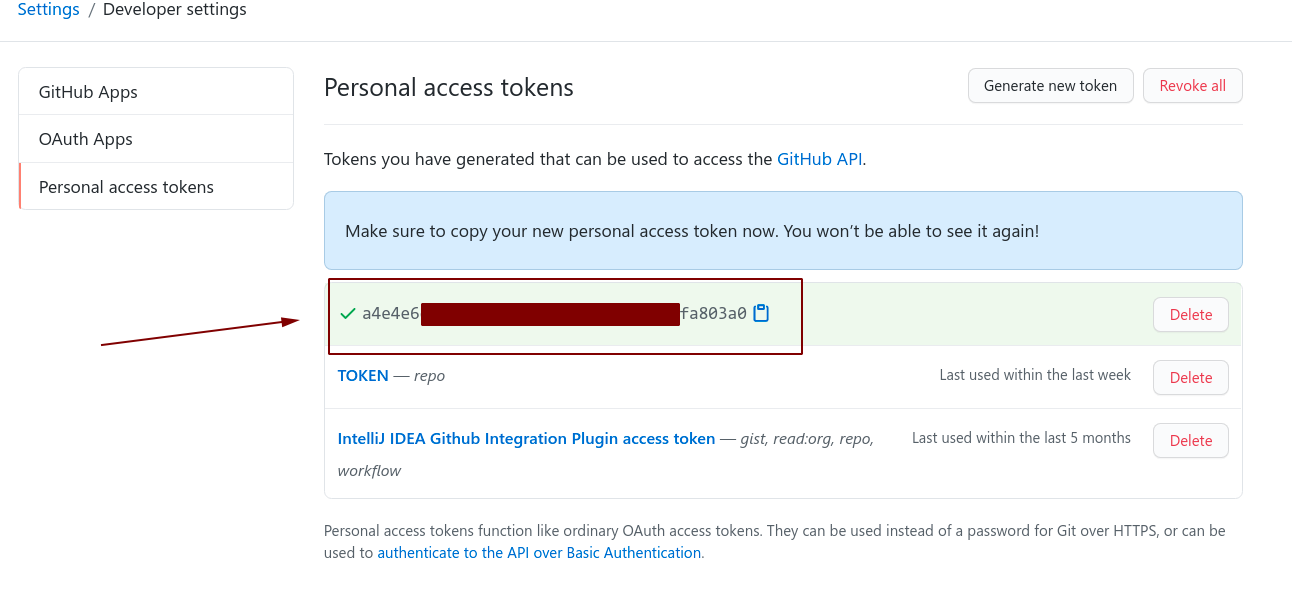 Settings / Developer settings
GitHub Apps
OAuth Apps
Personal access tokens
Personal access tokens
Generate new token
Revoke all
Tokens you have generated that can be used to access the GitHub API.
Make sure to copy your new personal access token now. You won’t be able to see it again!
a4e4e6 fa803a0
Delete
TOKEN — repo
Last used within the last week
Delete
IntelliJ IDEA Github Integration Plugin access token — gist, read:org, repo,
workflow
Last used within the last 5 months
Delete
Personal access tokens function like ordinary OAuth access tokens. They can be used instead of a password for Git over HTTPS, or can be
used to authenticate to the API over Basic Authentication.